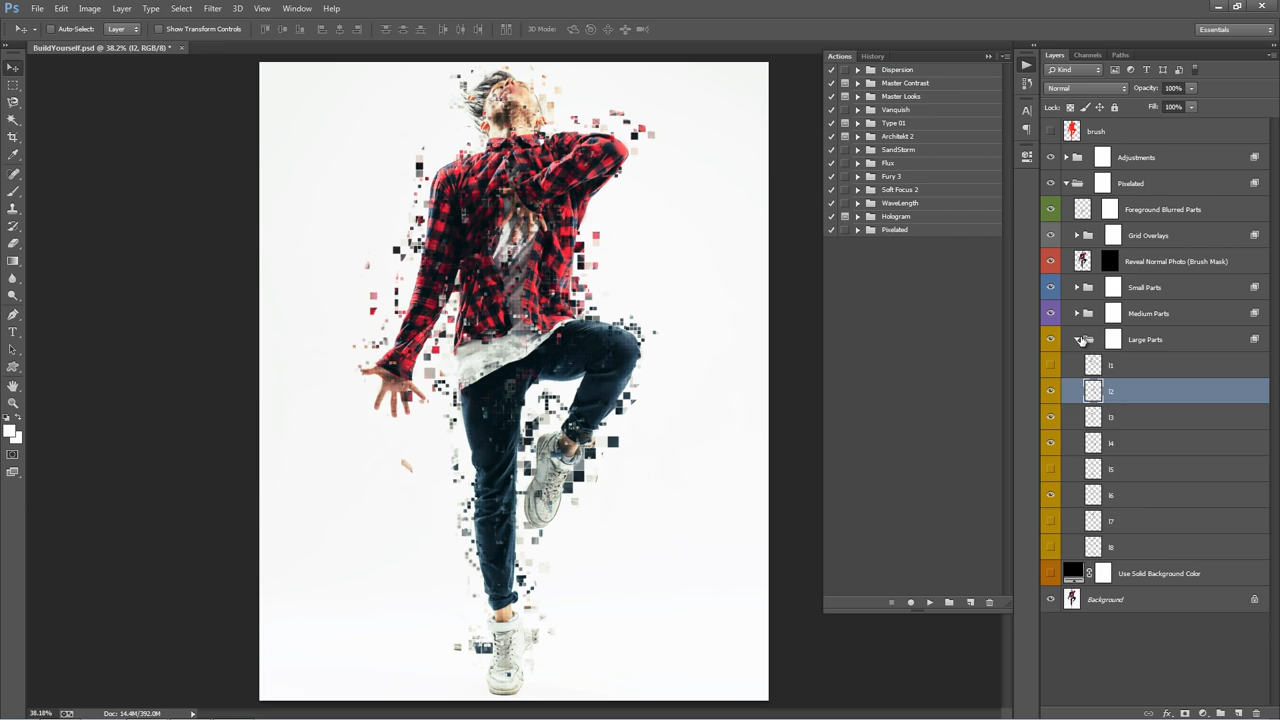 Ps File Edit Image Layer Type Select Filter 3D View Window Help
Auto-Select: Layer Show Transform Controls 3D Mode: Essentials
BuildYourself.psd @ 38.2% (l2, RGB/8) * ×
Actions History
Dispersion
Master Contrast
Master Looks
Vanquish
Type 01
Architekt 2
SandStorm
Flux
Fury 3
Soft Focus 2
WaveLength
Hologram
Pixelated
Layers Channels Paths
Kind
Normal Opacity: 100%
Lock: Fill: 100%
brush
Adjustments
Pixelated
Foreground Blurred Parts
Grid Overlays
Reveal Normal Photo (Brush Mask)
Small Parts
Medium Parts
Large Parts
l1
l2
l3
l4
l5
l6
l7
l8
Use Solid Background Color
Background
38.18% Doc: 14.4M/392.0M